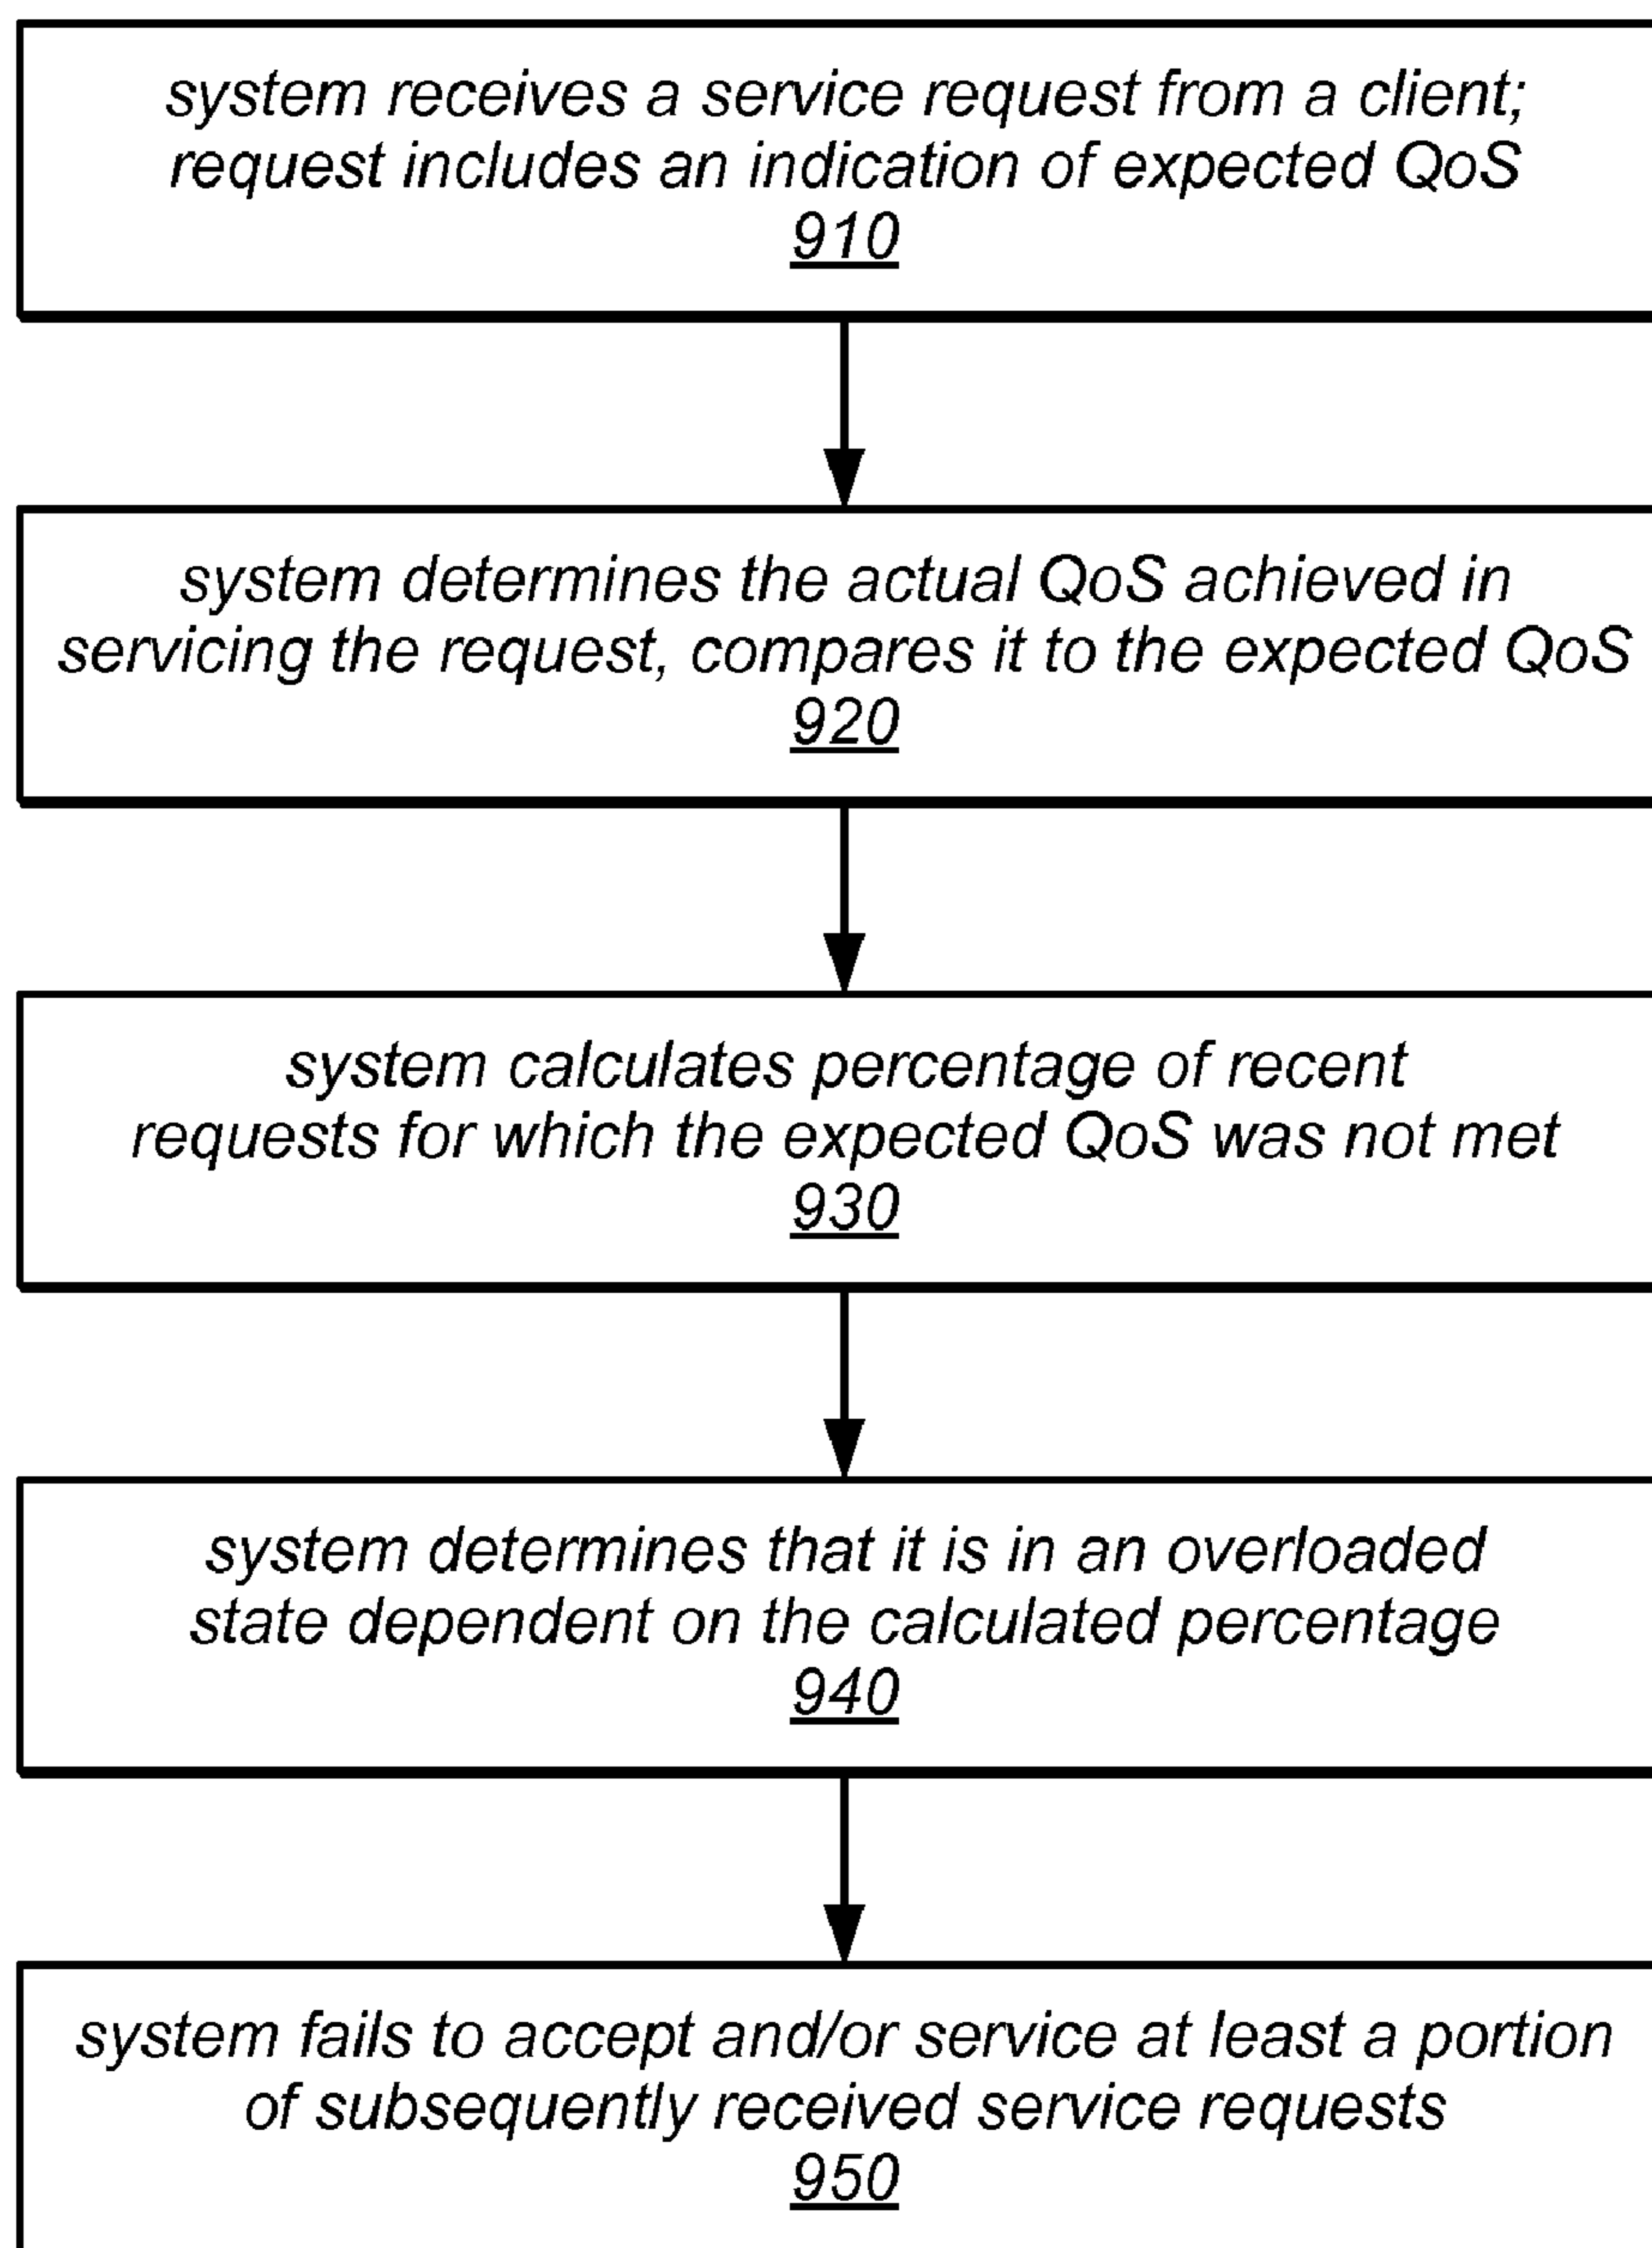 system receives a service request from a client;
request includes an indication of expected QoS
910
system determines the actual QoS achieved in
servicing the request, compares it to the expected QoS
920
system calculates percentage of recent
requests for which the expected QoS was not met
930
system determines that it is in an overloaded
state dependent on the calculated percentage
940
system fails to accept and/or service at least a portion
of subsequently received service requests
950